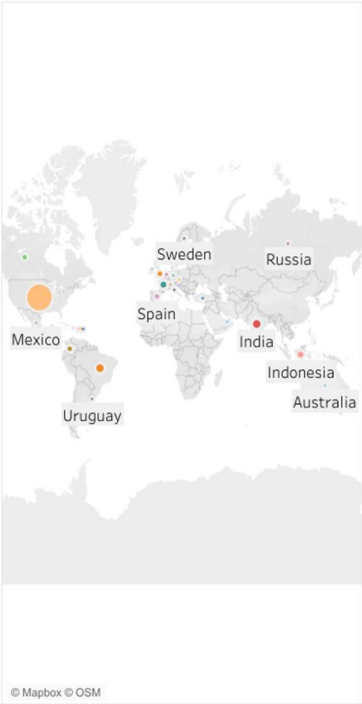 Sweden
Russia
Spain
Mexico
India
Indonesia
Australia
Uruguay
© Mapbox © OSM